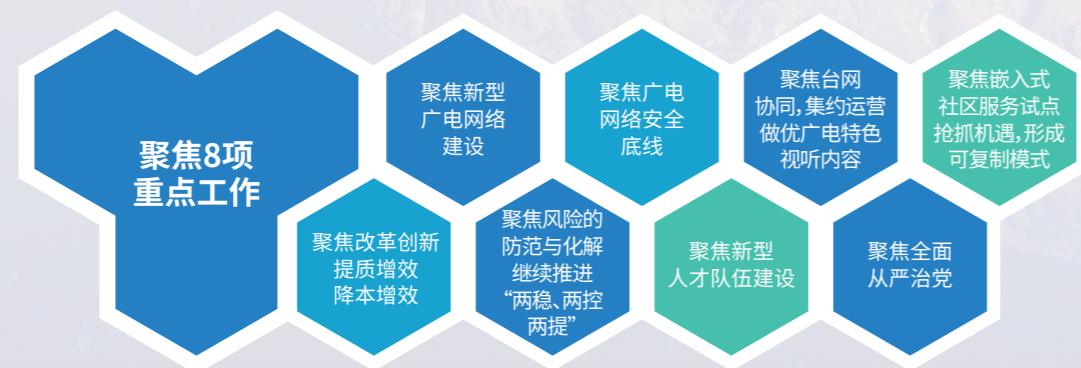 聚焦8项
重点工作
聚焦新型
广电网络
建设
聚焦广电
网络安全
底线
聚焦台网
协同,集约运营
做优广电特色
视听内容
聚焦嵌入式
社区服务试点
抢抓机遇,形成
可复制模式
聚焦改革创新
提质增效
降本增效
聚焦风险的
防范与化解
继续推进
“两稳、两控
两提”
聚焦新型
人才队伍建设
聚焦全面
从严治党